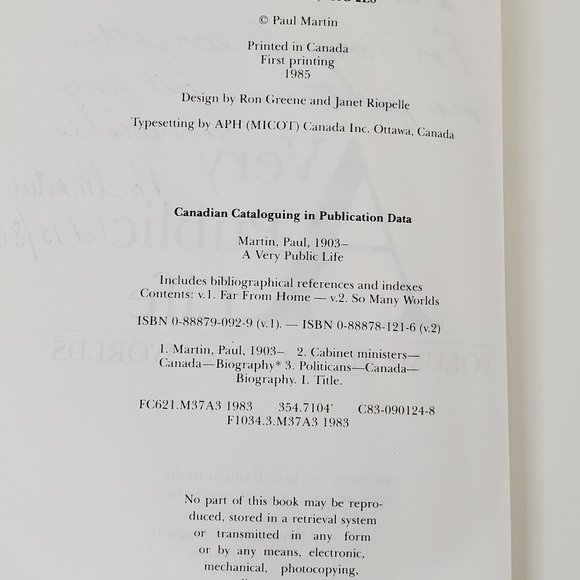 © Paul Martin
Printed in Canada
First printing
1985
Design by Ron Greene and Janet Riopelle
Typesetting by APH (MICOT) Canada Inc. Ottawa, Canada
Canadian Cataloguing in Publication Data
Martin, Paul, 1903–
A Very Public Life
Includes bibliographical references and indexes
Contents: v.1. Far From Home — v.2. So Many Worlds
ISBN 0-88879-092-9 (v.1). — ISBN 0-88878-121-6 (v.2)
1. Martin, Paul, 1903– 2. Cabinet ministers—
Canada—Biography* 3. Politicans—Canada—
Biography. I. Title.
FC621.M37A3 1983 354.7104' C83-090124-8
F1034.3.M37A3 1983
No part of this book may be repro-
duced, stored in a retrieval system
or transmitted in any form
or by any means, electronic,
mechanical, photocopying,